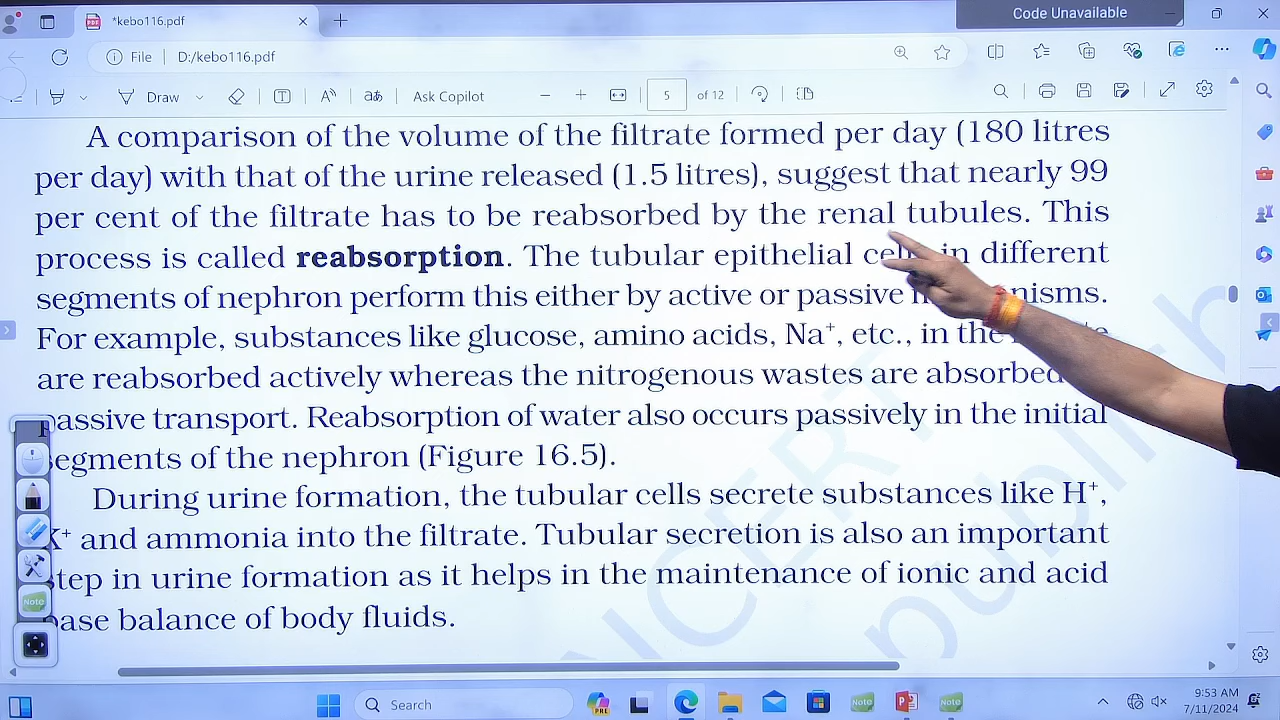 *kebo116.pdf
Code Unavailable
File D:/kebo116.pdf
Draw Ask Copilot 5 of 12
A comparison of the volume of the filtrate formed per day (180 litres
per day) with that of the urine released (1.5 litres), suggest that nearly 99
per cent of the filtrate has to be reabsorbed by the renal tubules. This
process is called reabsorption. The tubular epithelial in different
segments of nephron perform this either by active or passive
For example, substances like glucose, amino acids, Na⁺, etc., in the
are reabsorbed actively whereas the nitrogenous wastes are absorbed
passive transport. Reabsorption of water also occurs passively in the initial
segments of the nephron (Figure 16.5).
During urine formation, the tubular cells secrete substances like H⁺,
K⁺ and ammonia into the filtrate. Tubular secretion is also an important
step in urine formation as it helps in the maintenance of ionic and acid
base balance of body fluids.
NCERT
Note
Search
PRE
Note
Note
9:53 AM
7/11/2024